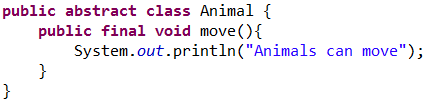 public abstract class Animal {
    public final void move(){
        System.out.println("Animals can move");
    }
}